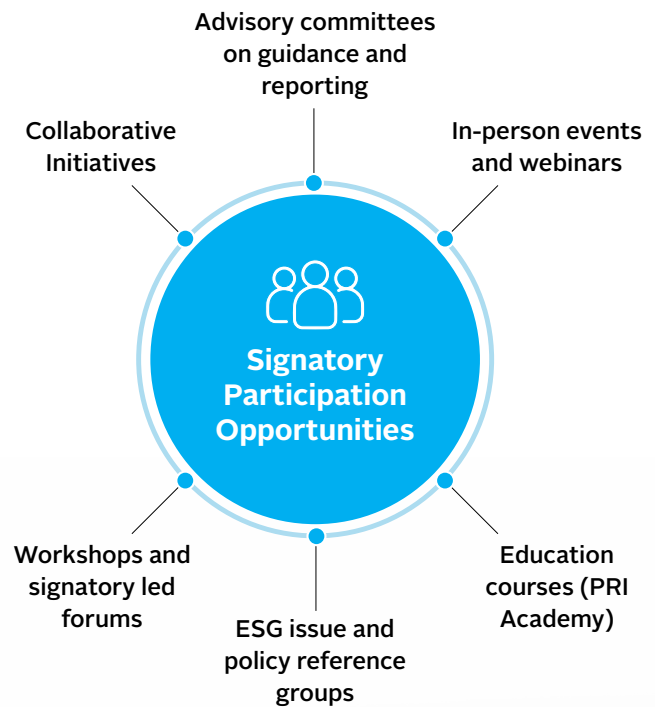 Advisory committees
on guidance and
reporting
Collaborative
Initiatives
In-person events
and webinars
Signatory
Participation
Opportunities
Workshops and
signatory led
forums
Education
courses (PRI
Academy)
ESG issue and
policy reference
groups